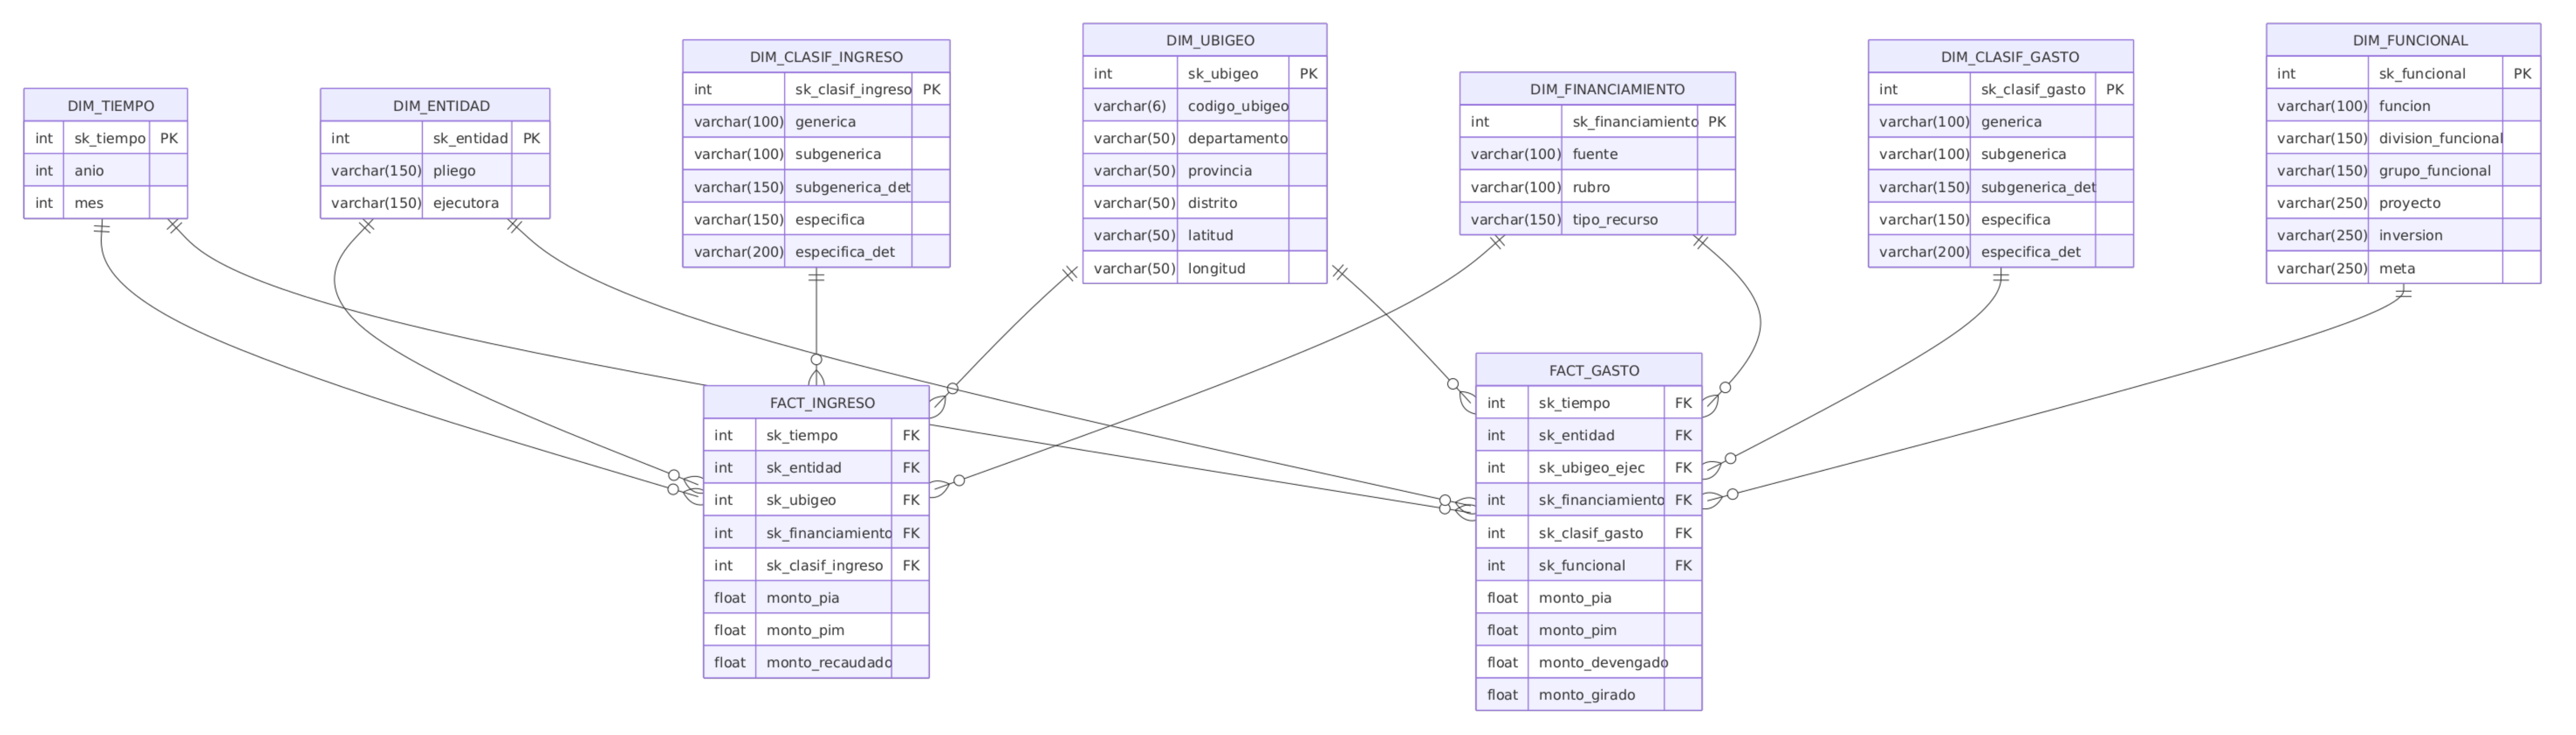 DIM_TIEMPO
int sk_tiempo PK
int anio
int mes
DIM_ENTIDAD
int sk_entidad PK
varchar(150) pliego
varchar(150) ejecutora
DIM_CLASIF_INGRESO
int sk_clasif_ingreso PK
varchar(100) generica
varchar(100) subgenerica
varchar(150) subgenerica_det
varchar(150) especifica
varchar(200) especifica_det
DIM_UBIGEO
int sk_ubigeo PK
varchar(6) codigo_ubigeo
varchar(50) departamento
varchar(50) provincia
varchar(50) distrito
varchar(50) latitud
varchar(50) longitud
DIM_FINANCIAMIENTO
int sk_financiamiento PK
varchar(100) fuente
varchar(100) rubro
varchar(150) tipo_recurso
DIM_CLASIF_GASTO
int sk_clasif_gasto PK
varchar(100) generica
varchar(100) subgenerica
varchar(150) subgenerica_det
varchar(150) especifica
varchar(200) especifica_det
DIM_FUNCIONAL
int sk_funcional PK
varchar(100) funcion
varchar(150) division_funcional
varchar(150) grupo_funcional
varchar(250) proyecto
varchar(250) inversion
varchar(250) meta
FACT_INGRESO
int sk_tiempo FK
int sk_entidad FK
int sk_ubigeo FK
int sk_financiamiento FK
int sk_clasif_ingreso FK
float monto_pia
float monto_pim
float monto_recaudado
FACT_GASTO
int sk_tiempo FK
int sk_entidad FK
int sk_ubigeo_ejec FK
int sk_financiamiento FK
int sk_clasif_gasto FK
int sk_funcional FK
float monto_pia
float monto_pim
float monto_devengado
float monto_girado